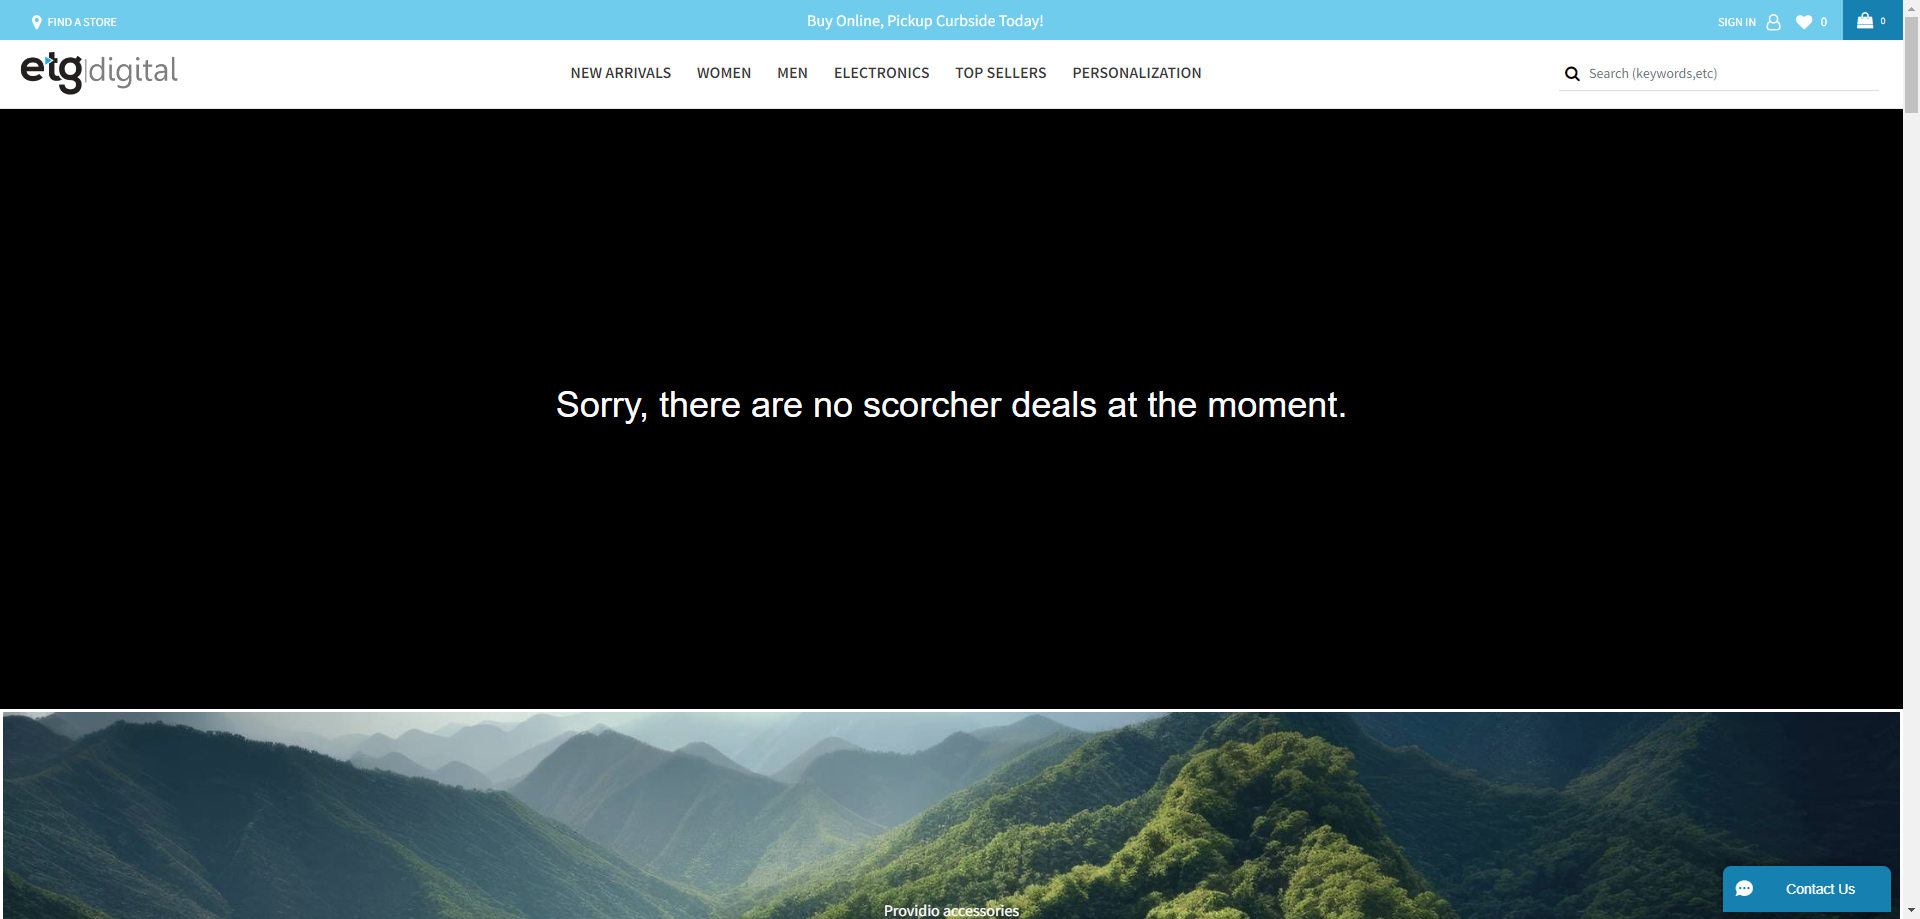 FIND A STORE
Buy Online, Pickup Curbside Today!
SIGN IN
0
0
etg|digital
NEW ARRIVALS
WOMEN
MEN
ELECTRONICS
TOP SELLERS
PERSONALIZATION
Search (keywords,etc)
Sorry, there are no scorcher deals at the moment.
Providio accessories
Contact Us